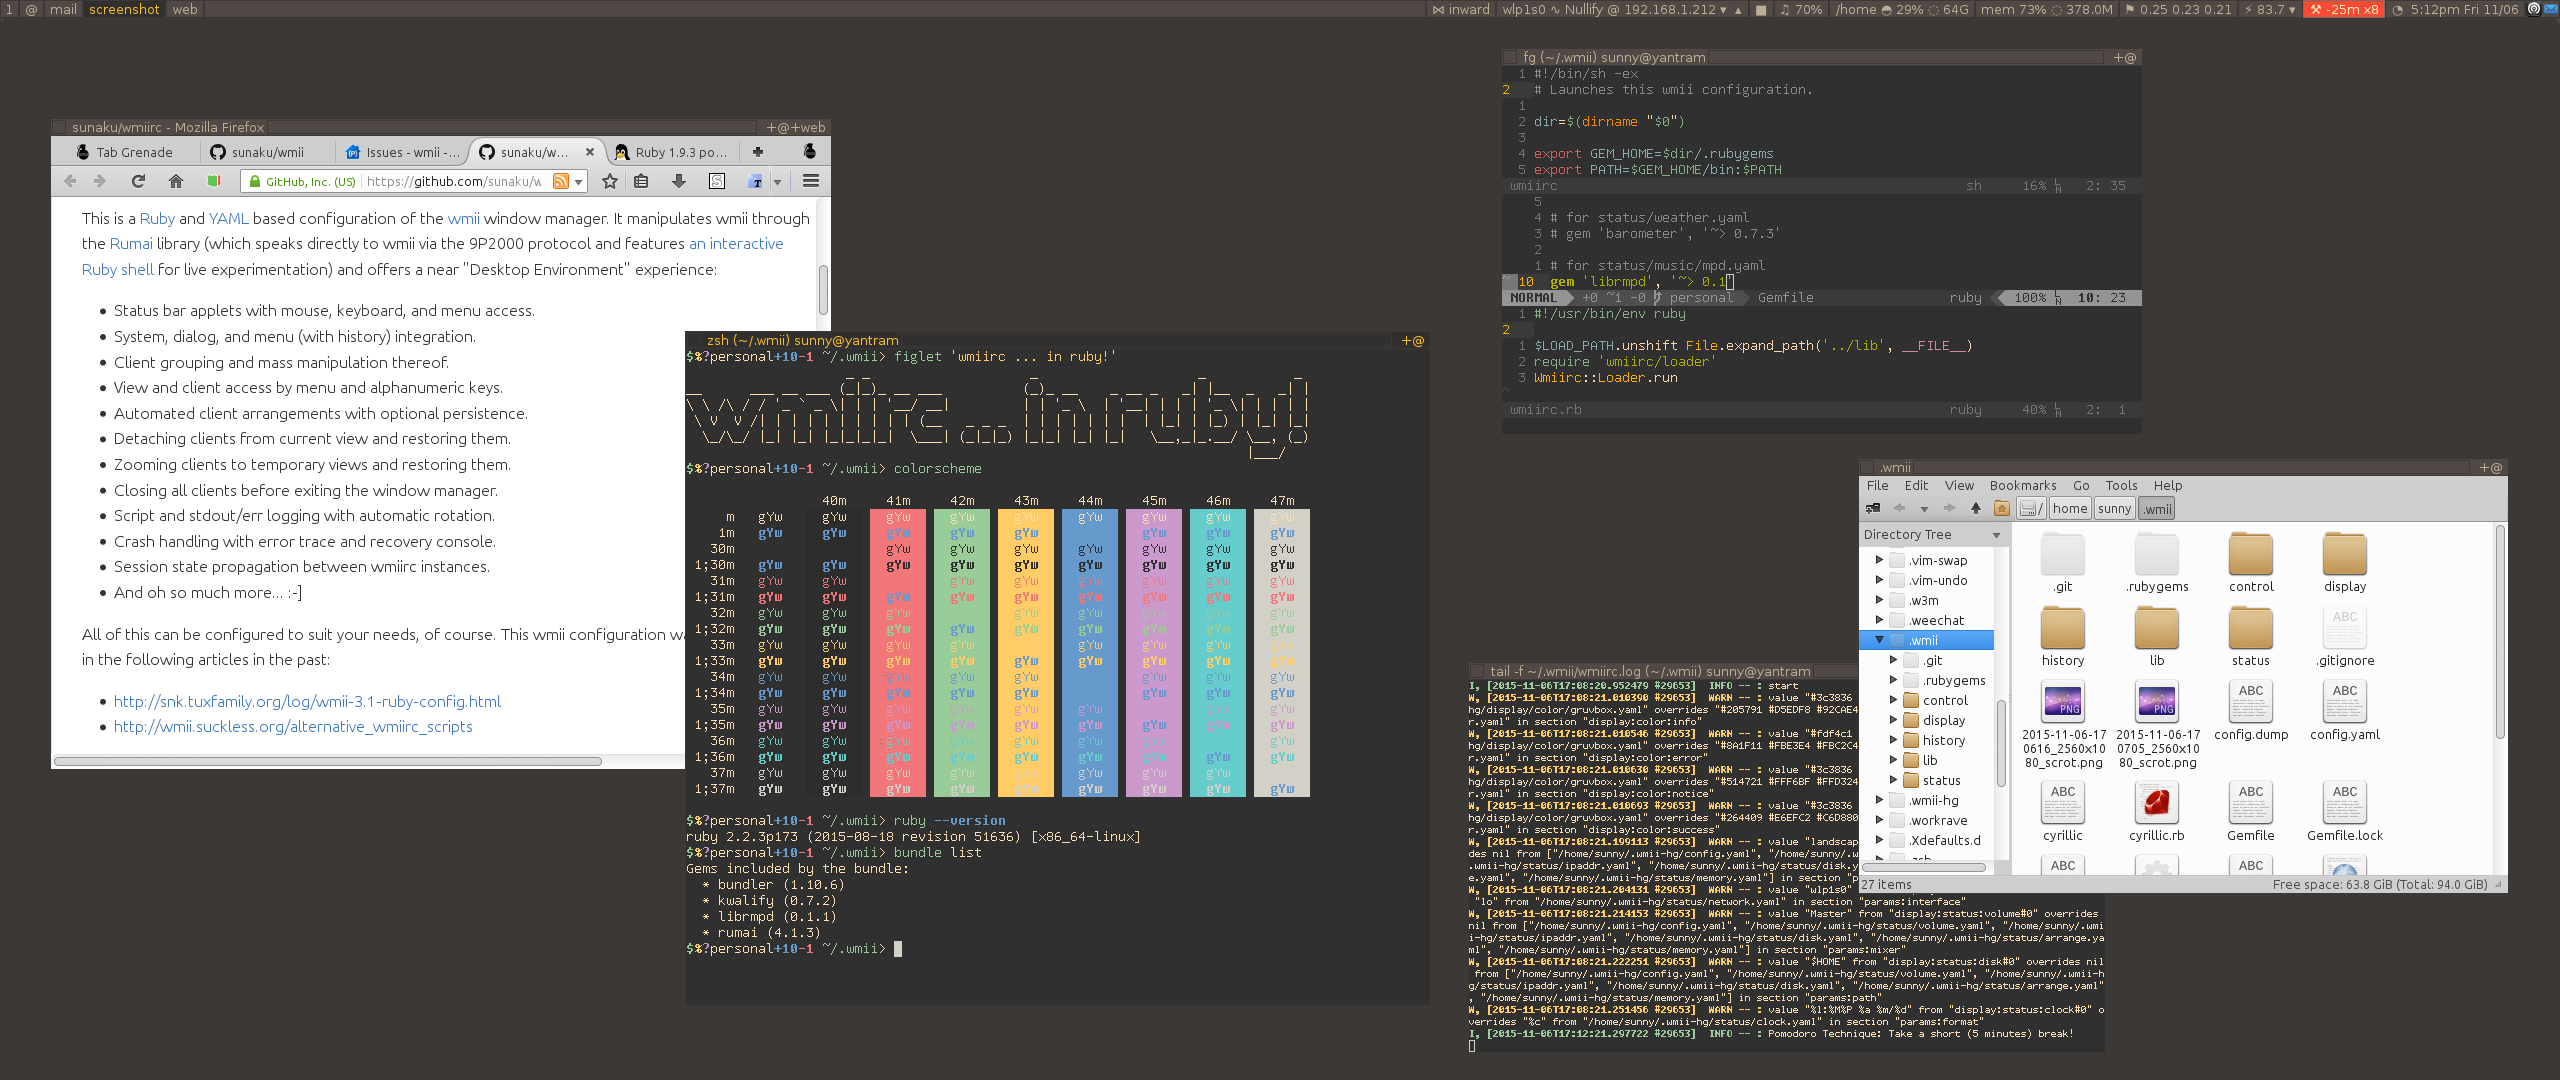 1 @ mail screenshot web
⋈ inward wlp1s0 ∿ Nullify @ 192.168.1.212 ▾ ▴ ■ ♫ 70% /home ◓ 29% ◌ 64G mem 73% ◌ 378.0M ⚑ 0.25 0.23 0.21 ⚡ 83.7 ▾ ⚒ -25m x8 ◔ 5:12pm Fri 11/06
sunaku/wmiirc - Mozilla Firefox +@+web
Tab Grenade sunaku/wmii Issues - wmii -... sunaku/w... × Ruby 1.9.3 po...
GitHub, Inc. (US) https://github.com/sunaku/w
This is a Ruby and YAML based configuration of the wmii window manager. It manipulates wmii through
the Rumai library (which speaks directly to wmii via the 9P2000 protocol and features an interactive
Ruby shell for live experimentation) and offers a near "Desktop Environment" experience:
• Status bar applets with mouse, keyboard, and menu access.
• System, dialog, and menu (with history) integration.
• Client grouping and mass manipulation thereof.
• View and client access by menu and alphanumeric keys.
• Automated client arrangements with optional persistence.
• Detaching clients from current view and restoring them.
• Zooming clients to temporary views and restoring them.
• Closing all clients before exiting the window manager.
• Script and stdout/err logging with automatic rotation.
• Crash handling with error trace and recovery console.
• Session state propagation between wmiirc instances.
• And oh so much more... :-]
All of this can be configured to suit your needs, of course. This wmii configuration wa
in the following articles in the past:
• http://snk.tuxfamily.org/log/wmii-3.1-ruby-config.html
• http://wmii.suckless.org/alternative_wmiirc_scripts
zsh (~/.wmii) sunny@yantram +@
$%?personal+10-1 ~/.wmii> figlet 'wmiirc ... in ruby!'
wmiirc ... in ruby!
$%?personal+10-1 ~/.wmii> colorscheme
40m 41m 42m 43m 44m 45m 46m 47m
m gYw gYw gYw gYw gYw gYw gYw gYw gYw
1m gYw gYw gYw gYw gYw gYw gYw gYw gYw
30m gYw gYw gYw gYw gYw gYw gYw
1;30m gYw gYw gYw gYw gYw gYw gYw gYw gYw
31m gYw gYw gYw gYw gYw gYw gYw gYw
1;31m gYw gYw gYw gYw gYw gYw gYw gYw gYw
32m gYw gYw gYw gYw gYw gYw gYw gYw
1;32m gYw gYw gYw gYw gYw gYw gYw gYw gYw
33m gYw gYw gYw gYw gYw gYw gYw gYw
1;33m gYw gYw gYw gYw gYw gYw gYw gYw gYw
34m gYw gYw gYw gYw gYw gYw gYw gYw
1;34m gYw gYw gYw gYw gYw gYw gYw gYw gYw
35m gYw gYw gYw gYw gYw gYw gYw gYw
1;35m gYw gYw gYw gYw gYw gYw gYw gYw gYw
36m gYw gYw gYw gYw gYw gYw gYw gYw
1;36m gYw gYw gYw gYw gYw gYw gYw gYw gYw
37m gYw gYw gYw gYw gYw gYw gYw gYw
1;37m gYw gYw gYw gYw gYw gYw gYw gYw gYw
$%?personal+10-1 ~/.wmii> ruby --version
ruby 2.2.3p173 (2015-08-18 revision 51636) [x86_64-linux]
$%?personal+10-1 ~/.wmii> bundle list
Gems included by the bundle:
* bundler (1.10.6)
* kwalify (0.7.2)
* librmpd (0.1.1)
* rumai (4.1.3)
$%?personal+10-1 ~/.wmii>
fg (~/.wmii) sunny@yantram +@
1 #!/bin/sh -ex
2 # Launches this wmii configuration.
1
2 dir=$(dirname "$0")
3
4 export GEM_HOME=$dir/.rubygems
5 export PATH=$GEM_HOME/bin:$PATH
wmiirc sh 16% 2: 35
5
4 # for status/weather.yaml
3 # gem 'barometer', '~> 0.7.3'
2
1 # for status/music/mpd.yaml
~ 10 gem 'librmpd', '~> 0.1'
NORMAL +0 ~1 -0 personal Gemfile ruby 100% 10: 23
1 #!/usr/bin/env ruby
2
1 $LOAD_PATH.unshift File.expand_path('../lib', __FILE__)
2 require 'wmiirc/loader'
3 Wmiirc::Loader.run
~
wmiirc.rb ruby 40% 2: 1
.wmii +@
File Edit View Bookmarks Go Tools Help
/ home sunny .wmii
Directory Tree
.vim-swap
.vim-undo
.w3m
.weechat
.wmii
.git
.rubygems
control
display
history
lib
status
.wmii-hg
.workrave
.Xdefaults.d
.git .rubygems control display
history lib status .gitignore
2015-11-06-17 2015-11-06-17 config.dump config.yaml
0616_2560x10 0705_2560x10
80_scrot.png 80_scrot.png
cyrillic cyrillic.rb Gemfile Gemfile.lock
27 items Free space: 63.8 GiB (Total: 94.0 GiB)
tail -f ~/.wmii/wmiirc.log (~/.wmii) sunny@yantram
I, [2015-11-06T17:08:20.952479 #29653] INFO -- : start
W, [2015-11-06T17:08:21.010390 #29653] WARN -- : value "#3c3836
hg/display/color/gruvbox.yaml" overrides "#205791 #D5EDF8 #92CAE4
r.yaml" in section "display:color:info"
W, [2015-11-06T17:08:21.010546 #29653] WARN -- : value "#fdf4c1
hg/display/color/gruvbox.yaml" overrides "#8A1F11 #FBE3E4 #FBC2C4
r.yaml" in section "display:color:error"
W, [2015-11-06T17:08:21.010630 #29653] WARN -- : value "#3c3836
hg/display/color/gruvbox.yaml" overrides "#514721 #FFF6BF #FFD324
r.yaml" in section "display:color:notice"
W, [2015-11-06T17:08:21.010693 #29653] WARN -- : value "#3c3836
hg/display/color/gruvbox.yaml" overrides "#264409 #E6EFC2 #C6D880
r.yaml" in section "display:color:success"
W, [2015-11-06T17:08:21.199113 #29653] WARN -- : value "landscap
des nil from ["/home/sunny/.wmii-hg/config.yaml", "/home/sunny/.w
.wmii-hg/status/ipaddr.yaml", "/home/sunny/.wmii-hg/status/disk.y
e.yaml", "/home/sunny/.wmii-hg/status/memory.yaml"] in section "p
W, [2015-11-06T17:08:21.204131 #29653] WARN -- : value "wlp1s0"
"lo" from "/home/sunny/.wmii-hg/status/network.yaml" in section "params:interface"
W, [2015-11-06T17:08:21.214153 #29653] WARN -- : value "Master" from "display:status:volume#0" overrides
nil from ["/home/sunny/.wmii-hg/config.yaml", "/home/sunny/.wmii-hg/status/volume.yaml", "/home/sunny/.wmi
i-hg/status/ipaddr.yaml", "/home/sunny/.wmii-hg/status/disk.yaml", "/home/sunny/.wmii-hg/status/arrange.ya
ml", "/home/sunny/.wmii-hg/status/memory.yaml"] in section "params:mixer"
W, [2015-11-06T17:08:21.222251 #29653] WARN -- : value "$HOME" from "display:status:disk#0" overrides nil
from ["/home/sunny/.wmii-hg/config.yaml", "/home/sunny/.wmii-hg/status/volume.yaml", "/home/sunny/.wmii-h
g/status/ipaddr.yaml", "/home/sunny/.wmii-hg/status/disk.yaml", "/home/sunny/.wmii-hg/status/arrange.yaml"
, "/home/sunny/.wmii-hg/status/memory.yaml"] in section "params:path"
W, [2015-11-06T17:08:21.251456 #29653] WARN -- : value "%l:%M%P %a %m/%d" from "display:status:clock#0" o
verrides "%c" from "/home/sunny/.wmii-hg/status/clock.yaml" in section "params:format"
I, [2015-11-06T17:12:21.297722 #29653] INFO -- : Pomodoro Technique: Take a short (5 minutes) break!